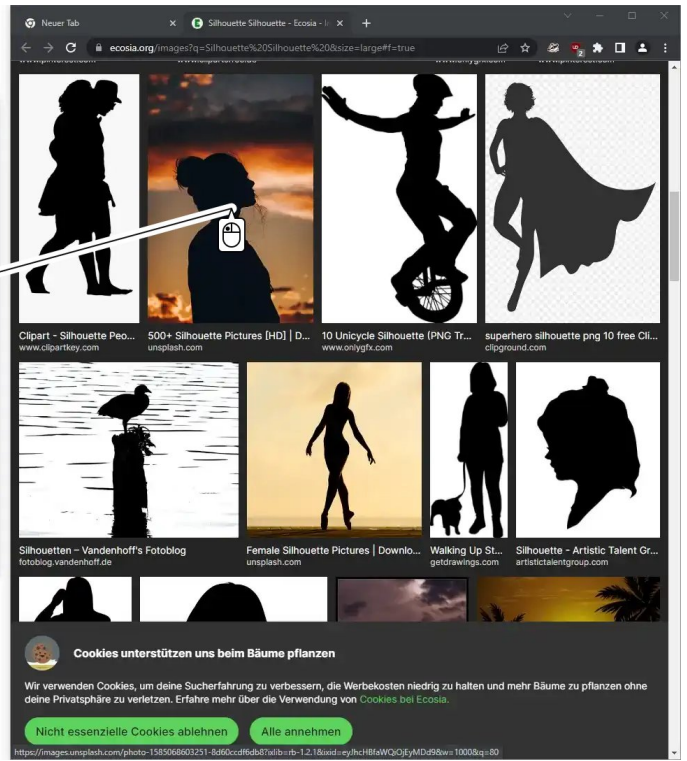 Neuer Tab
Silhouette Silhouette - Ecosia - I
ecosia.org/images?q=Silhouette%20Silhouette%20&size=large#f=true
2
Clipart - Silhouette Peo...
www.clipartkey.com
500+ Silhouette Pictures [HD] | D...
unsplash.com
10 Unicycle Silhouette (PNG Tr...
www.onlygfx.com
superhero silhouette png 10 free Cli...
clipground.com
Silhouetten – Vandenhoff's Fotoblog
fotoblog.vandenhoff.de
Female Silhouette Pictures | Downlo...
unsplash.com
Walking Up St...
getdrawings.com
Silhouette - Artistic Talent Gr...
artistictalentgroup.com
Cookies unterstützen uns beim Bäume pflanzen
Wir verwenden Cookies, um deine Sucherfahrung zu verbessern, die Werbekosten niedrig zu halten und mehr Bäume zu pflanzen ohne
deine Privatsphäre zu verletzen. Erfahre mehr über die Verwendung von Cookies bei Ecosia.
Nicht essenzielle Cookies ablehnen
Alle annehmen
https://images.unsplash.com/photo-1585068603251-8d60ccdf6db8?ixlib=rb-1.2.1&ixid=eyJhcHBfaWQiOjEyMDd9&w=1000&q=80